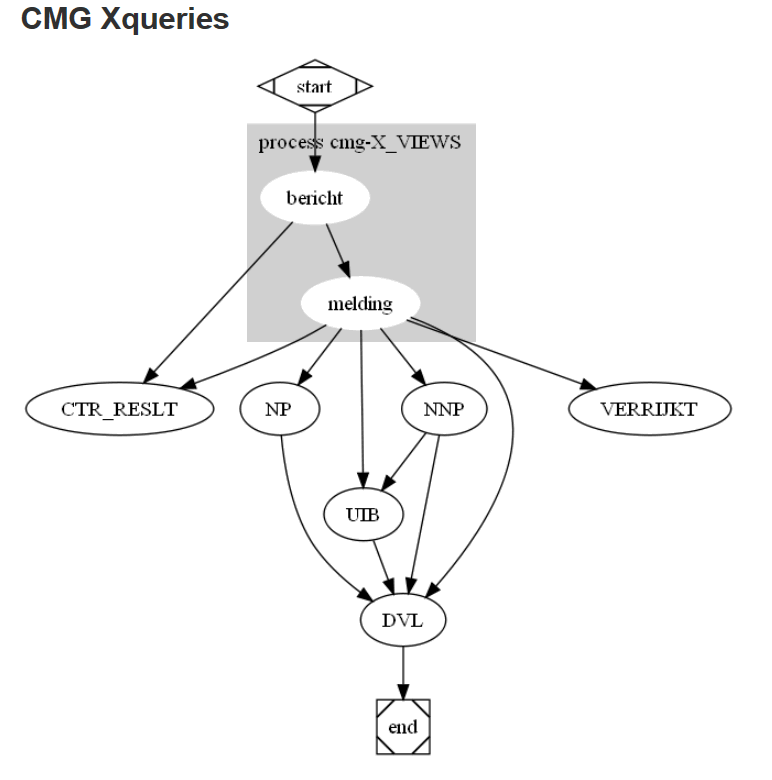 CMG Xqueries
start
process cmg-X_VIEWS
bericht
melding
CTR_RESLT
NP
NNP
VERRIJKT
UIB
DVL
end